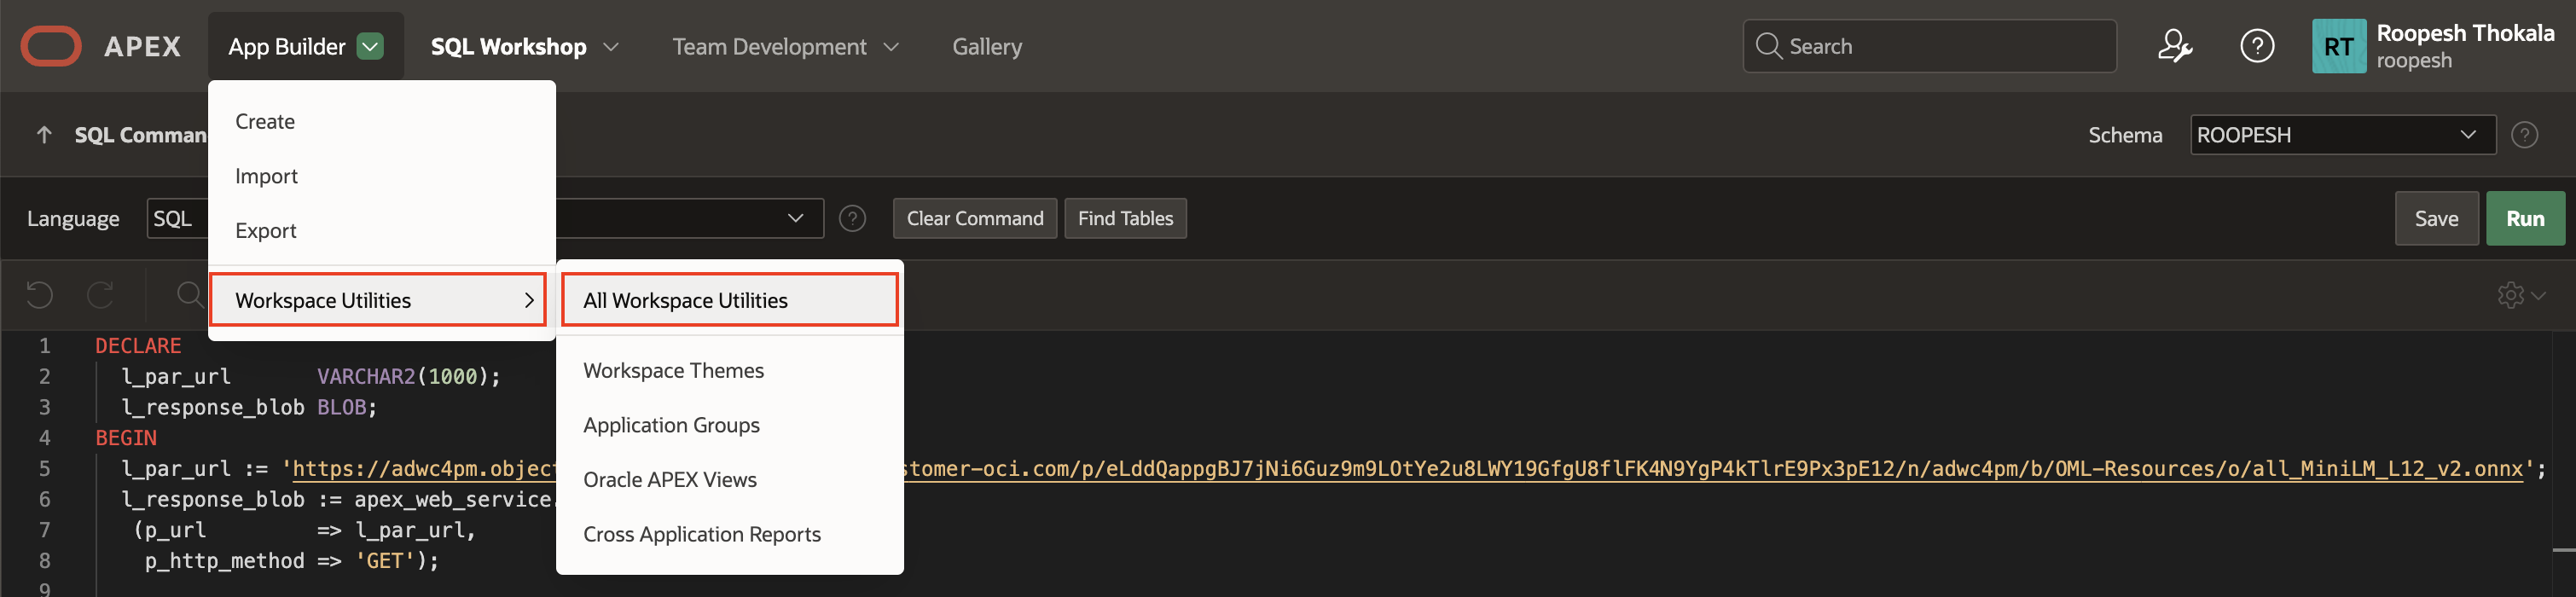 APEX
App Builder
SQL Workshop
Team Development
Gallery
Search
RT
Roopesh Thokala
roopesh
SQL Comman
Schema
ROOPESH
Language
SQL
Clear Command
Find Tables
Save
Run
Create
Import
Export
Workspace Utilities
All Workspace Utilities
Workspace Themes
Application Groups
Oracle APEX Views
Cross Application Reports
1 DECLARE
2 l_par_url VARCHAR2(1000);
3 l_response_blob BLOB;
4 BEGIN
5 l_par_url := 'https://adwc4pm.object stomer-oci.com/p/eLddQappgBJ7jNi6Guz9m9LOtYe2u8LWY19GfgU8flFK4N9YgP4kTlrE9Px3pE12/n/adwc4pm/b/OML-Resources/o/all_MiniLM_L12_v2.onnx';
6 l_response_blob := apex_web_service.
7 (p_url => l_par_url,
8 p_http_method => 'GET');
9